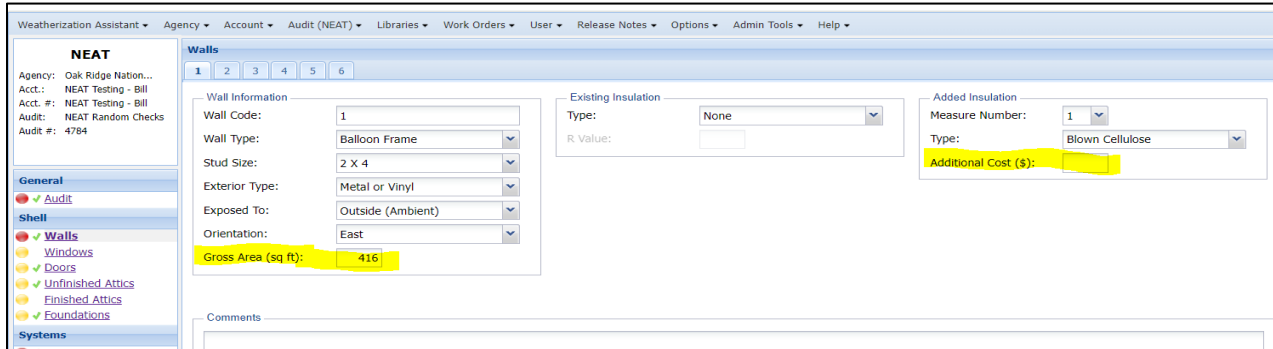 Weatherization Assistant Agency Account Audit (NEAT) Libraries Work Orders User Release Notes Options Admin Tools Help
NEAT
Agency: Oak Ridge Nation...
Acct.: NEAT Testing - Bill
Acct. #: NEAT Testing - Bill
Audit: NEAT Random Checks
Audit #: 4784
General
Audit
Shell
Walls
Windows
Doors
Unfinished Attics
Finished Attics
Foundations
Systems
Walls
1 2 3 4 5 6
Wall Information
Wall Code: 1
Wall Type: Balloon Frame
Stud Size: 2 X 4
Exterior Type: Metal or Vinyl
Exposed To: Outside (Ambient)
Orientation: East
Gross Area (sq ft): 416
Existing Insulation
Type: None
R Value:
Added Insulation
Measure Number: 1
Type: Blown Cellulose
Additional Cost ($):
Comments